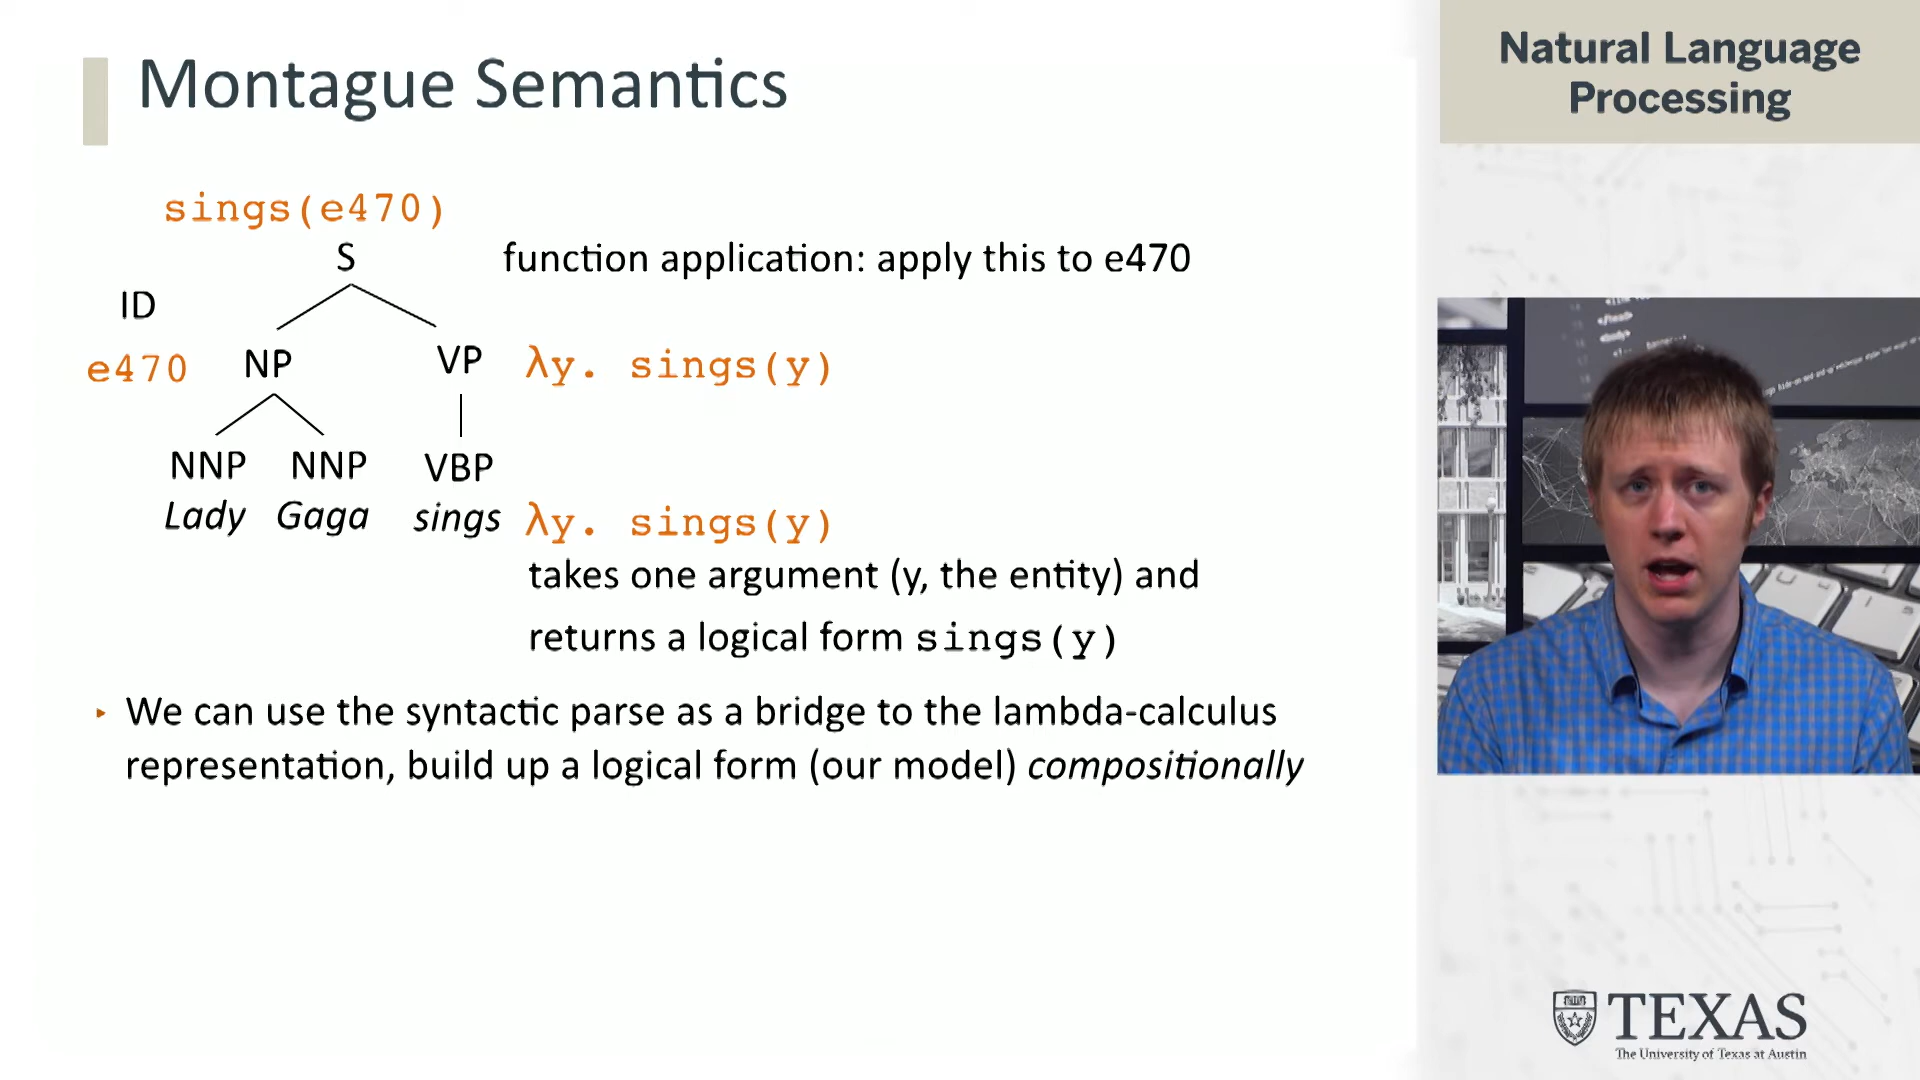 Montague Semantics
Natural Language
Processing
sings(e470)
S
function application: apply this to e470
ID
e470
NP
VP
λy. sings(y)
NNP
NNP
VBP
Lady
Gaga
sings
λy. sings(y)
takes one argument (y, the entity) and
returns a logical form sings(y)
▸ We can use the syntactic parse as a bridge to the lambda-calculus
representation, build up a logical form (our model) compositionally
TEXAS
The University of Texas at Austin